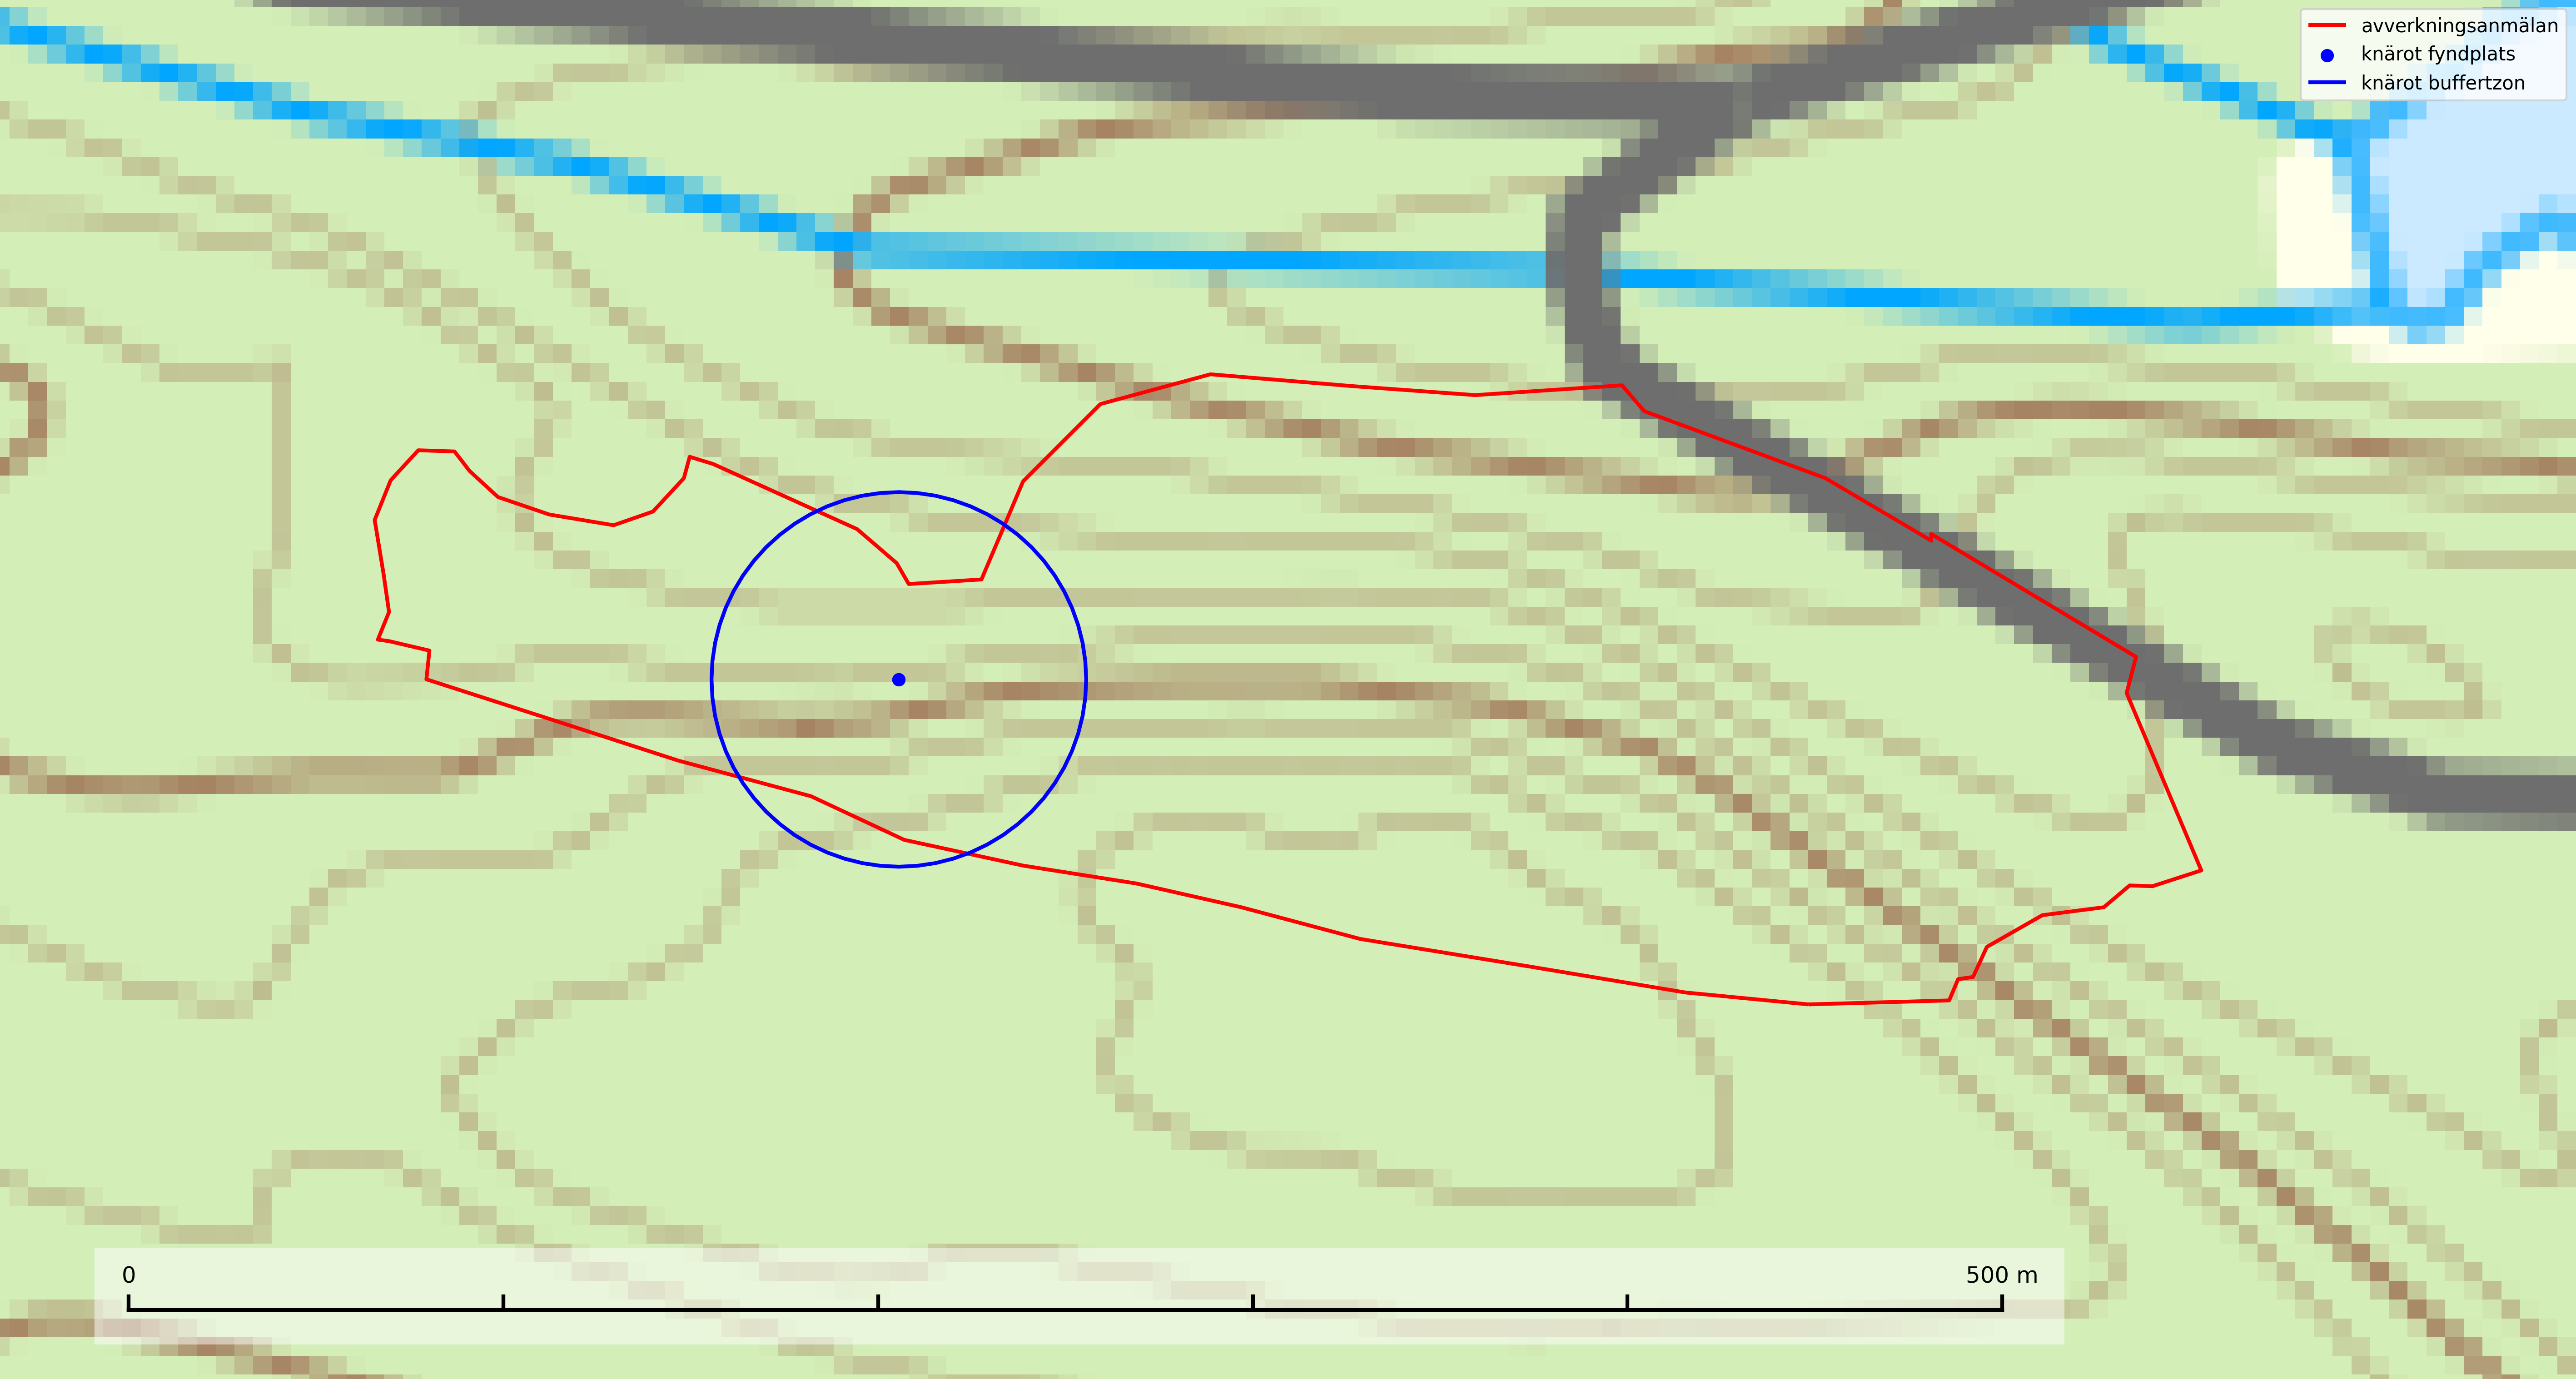 avverkningsanmälan
knärot fyndplats
knärot buffertzon
0
500 m